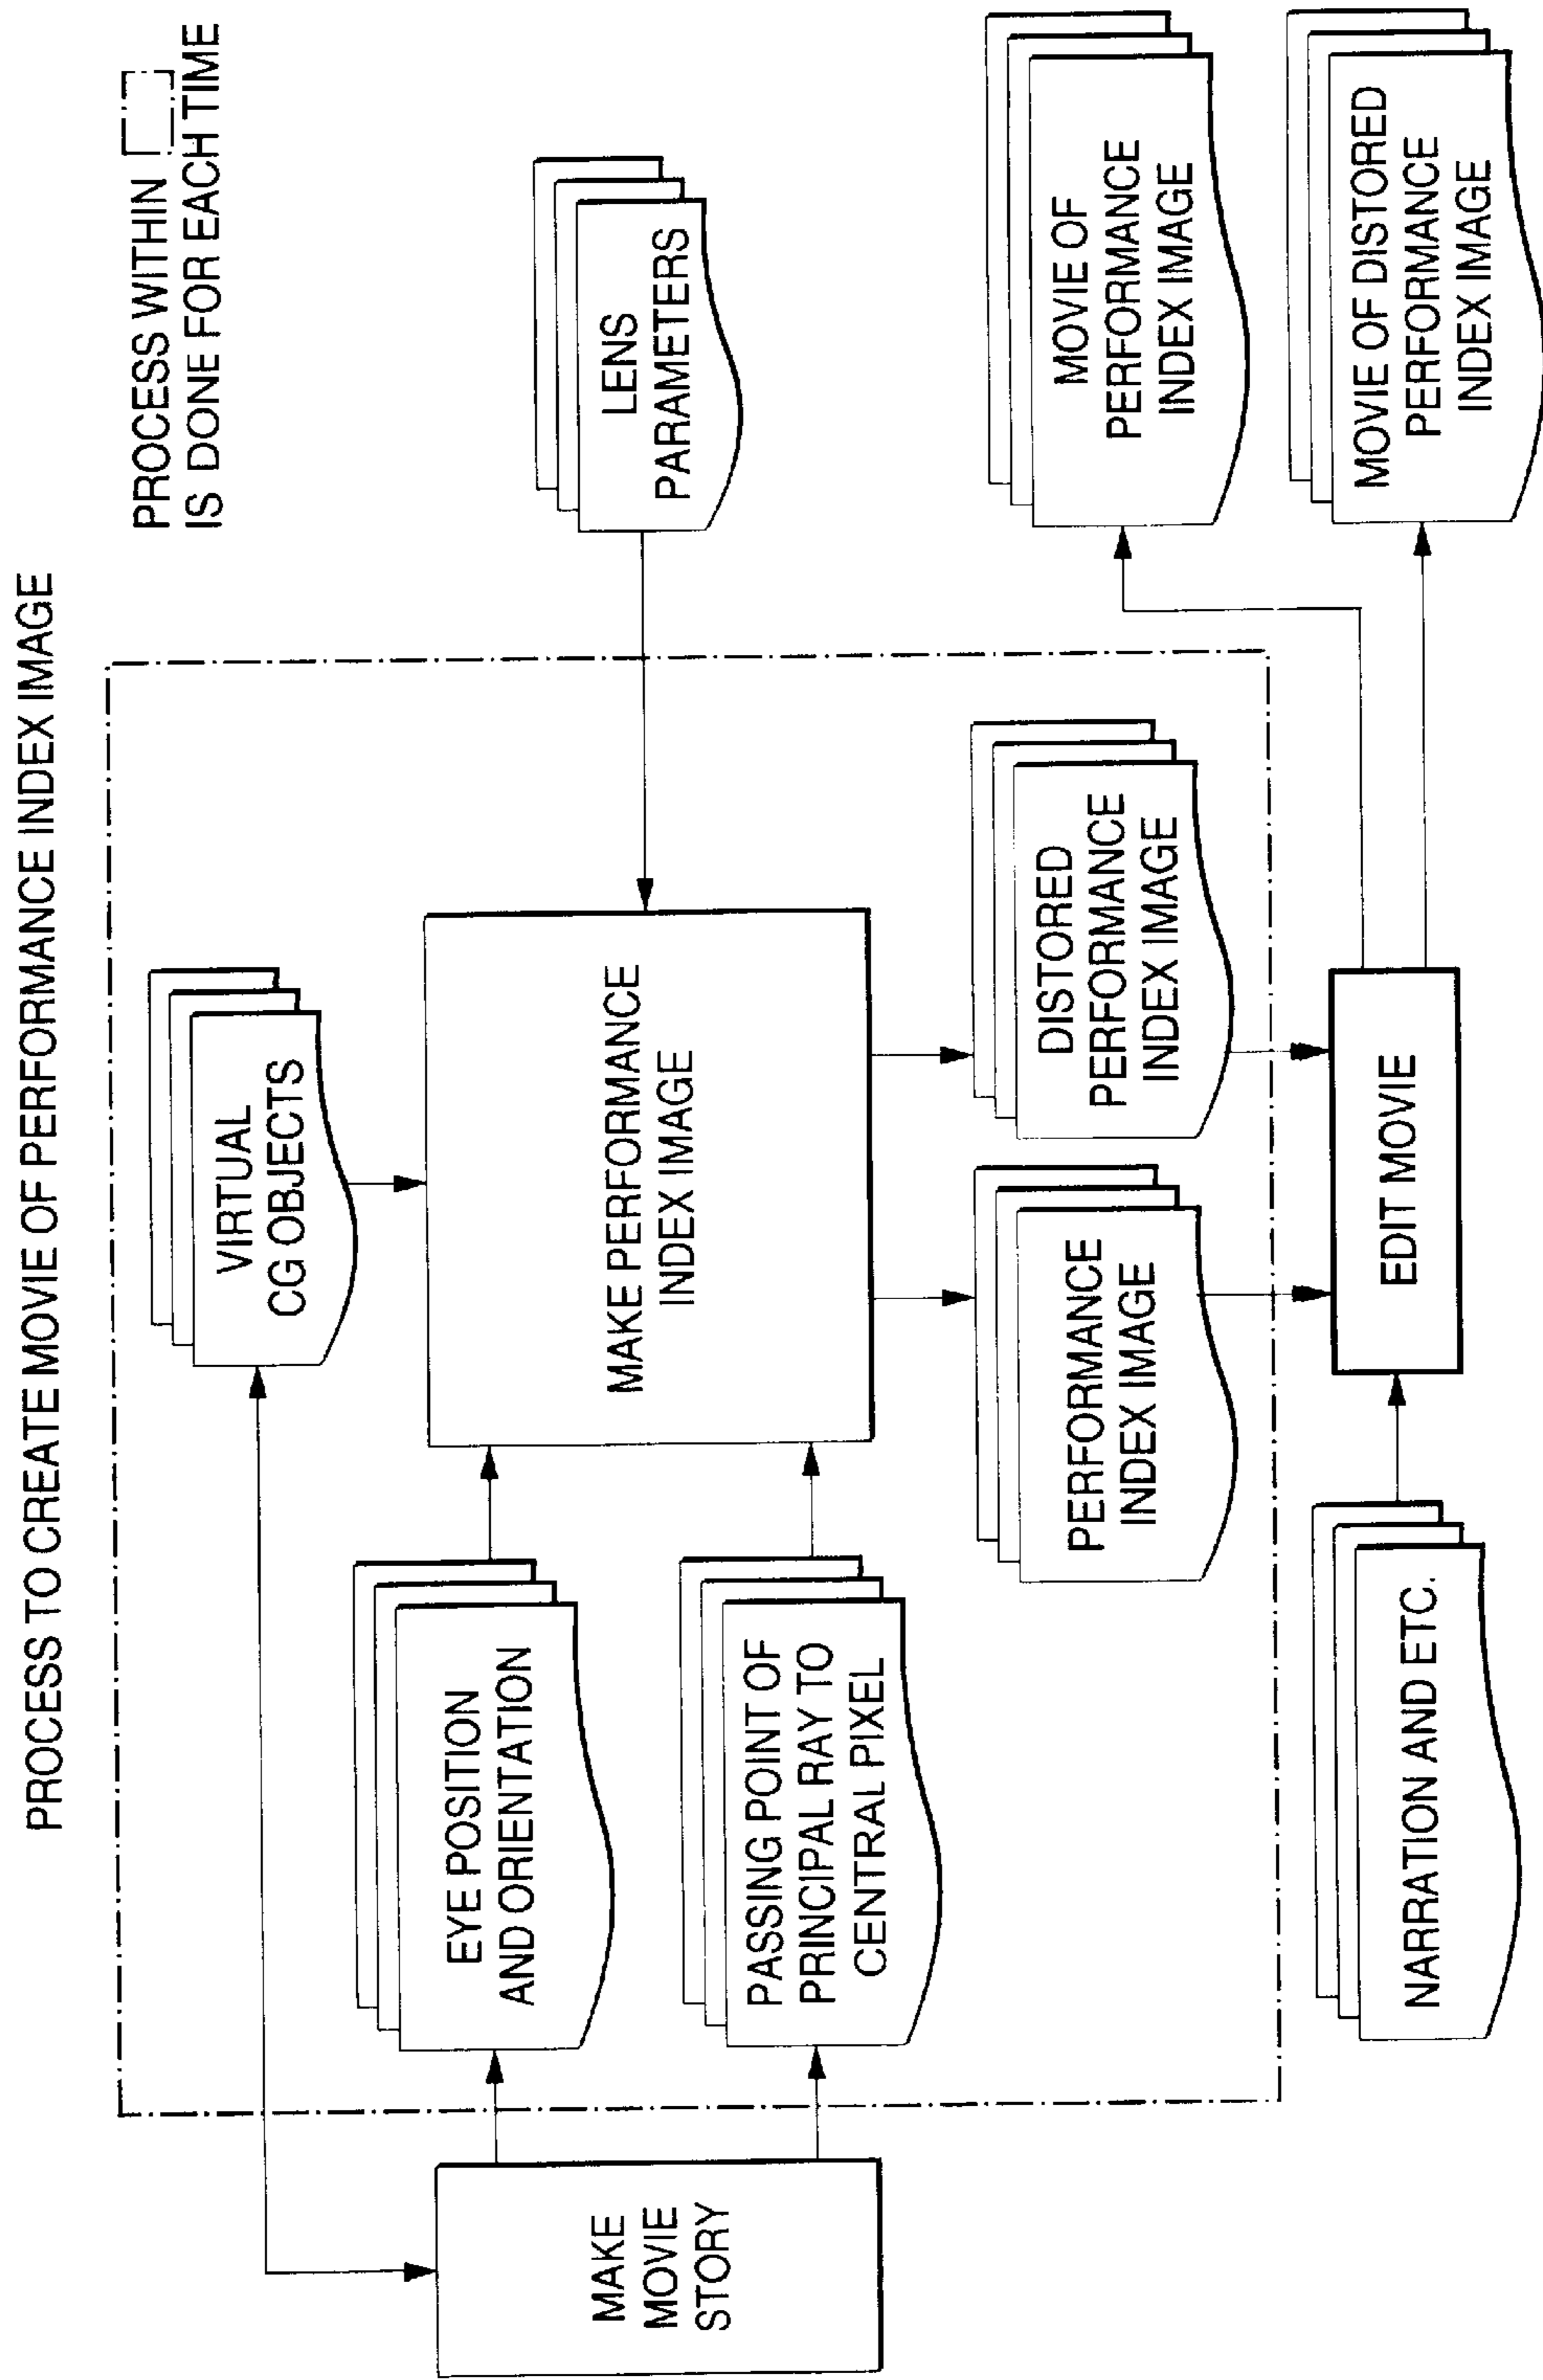 PROCESS TO CREATE MOVIE OF PERFORMANCE INDEX IMAGE
PROCESS WITHIN
IS DONE FOR EACH TIME
VIRTUAL
CG OBJECTS
LENS
PARAMETERS
EYE POSITION
AND ORIENTATION
MAKE PERFORMANCE
INDEX IMAGE
MAKE
MOVIE
STORY
PASSING POINT OF
PRINCIPAL RAY TO
CENTRAL PIXEL
PERFORMANCE
INDEX IMAGE
DISTORED
PERFORMANCE
INDEX IMAGE
MOVIE OF
PERFORMANCE
INDEX IMAGE
NARRATION AND ETC.
EDIT MOVIE
MOVIE OF DISTORED
PERFORMANCE
INDEX IMAGE